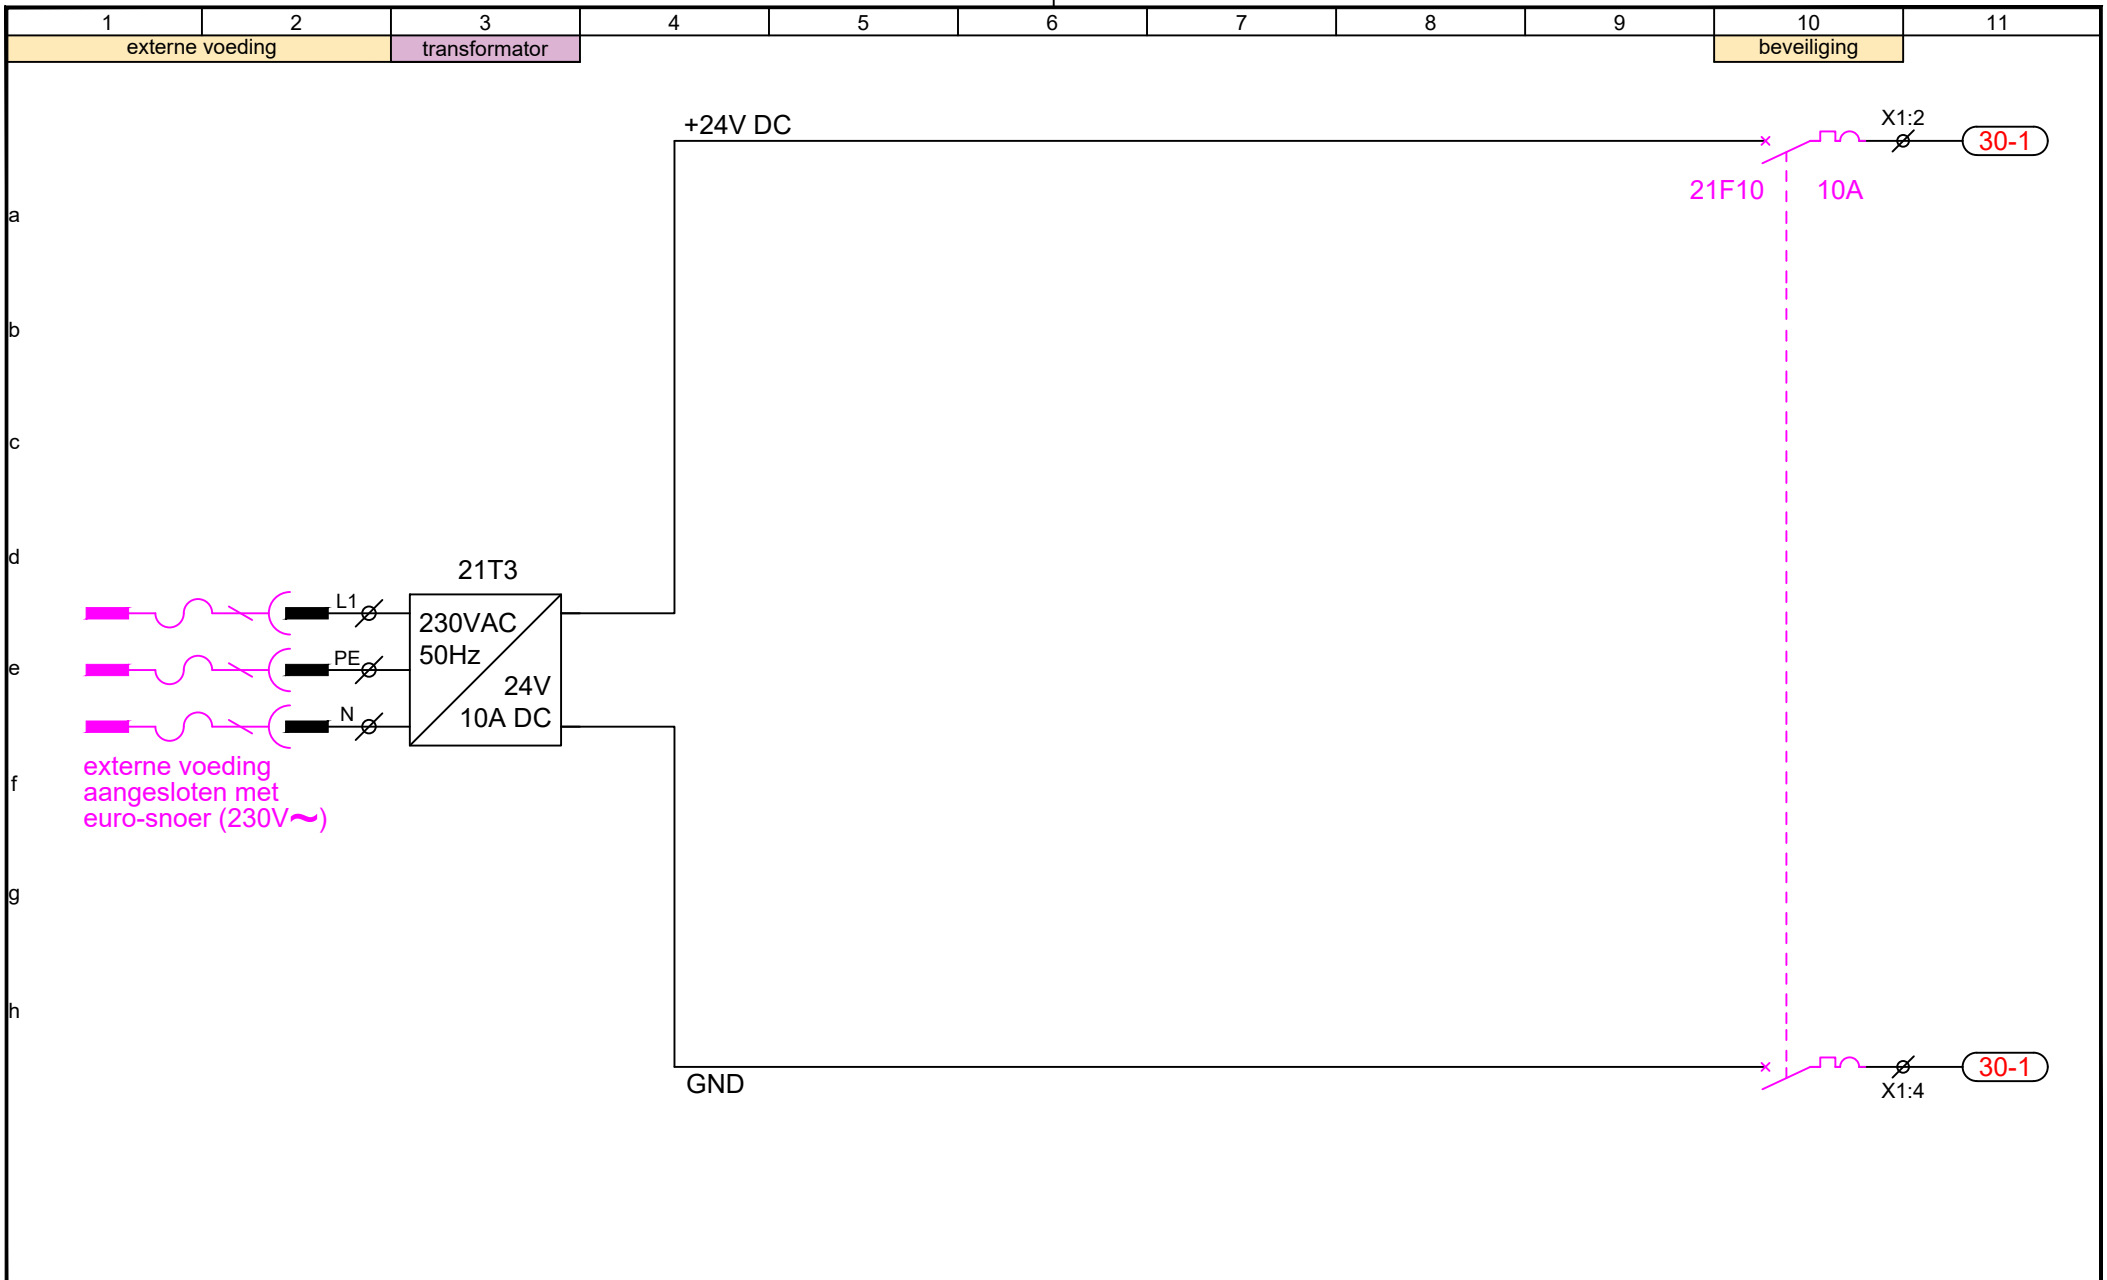 1 2 3 4 5 6 7 8 9 10 11
externe voeding transformator beveiliging
+24V DC
X1:2
30-1
21F10 10A
a
b
c
d
e
f
g
h
21T3
L1
PE
N
230VAC
50Hz
24V
10A DC
externe voeding
aangesloten met
euro-snoer (230V∼)
GND
30-1
X1:4